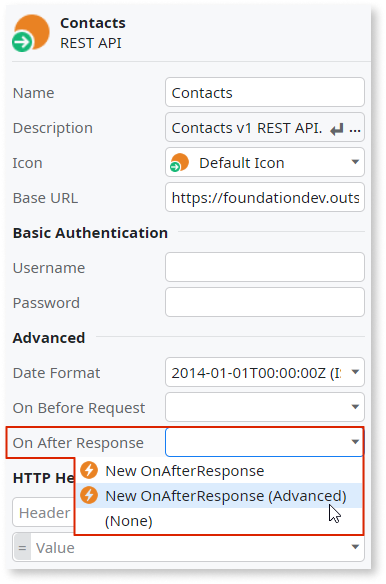 Contacts
REST API
Name Contacts
Description Contacts v1 REST API. ...
Icon Default Icon
Base URL https://foundationdev.outs
Basic Authentication
Username
Password
Advanced
Date Format 2014-01-01T00:00:00Z (I
On Before Request
On After Response
New OnAfterResponse
HTTP He
New OnAfterResponse (Advanced)
Header
(None)
= Value